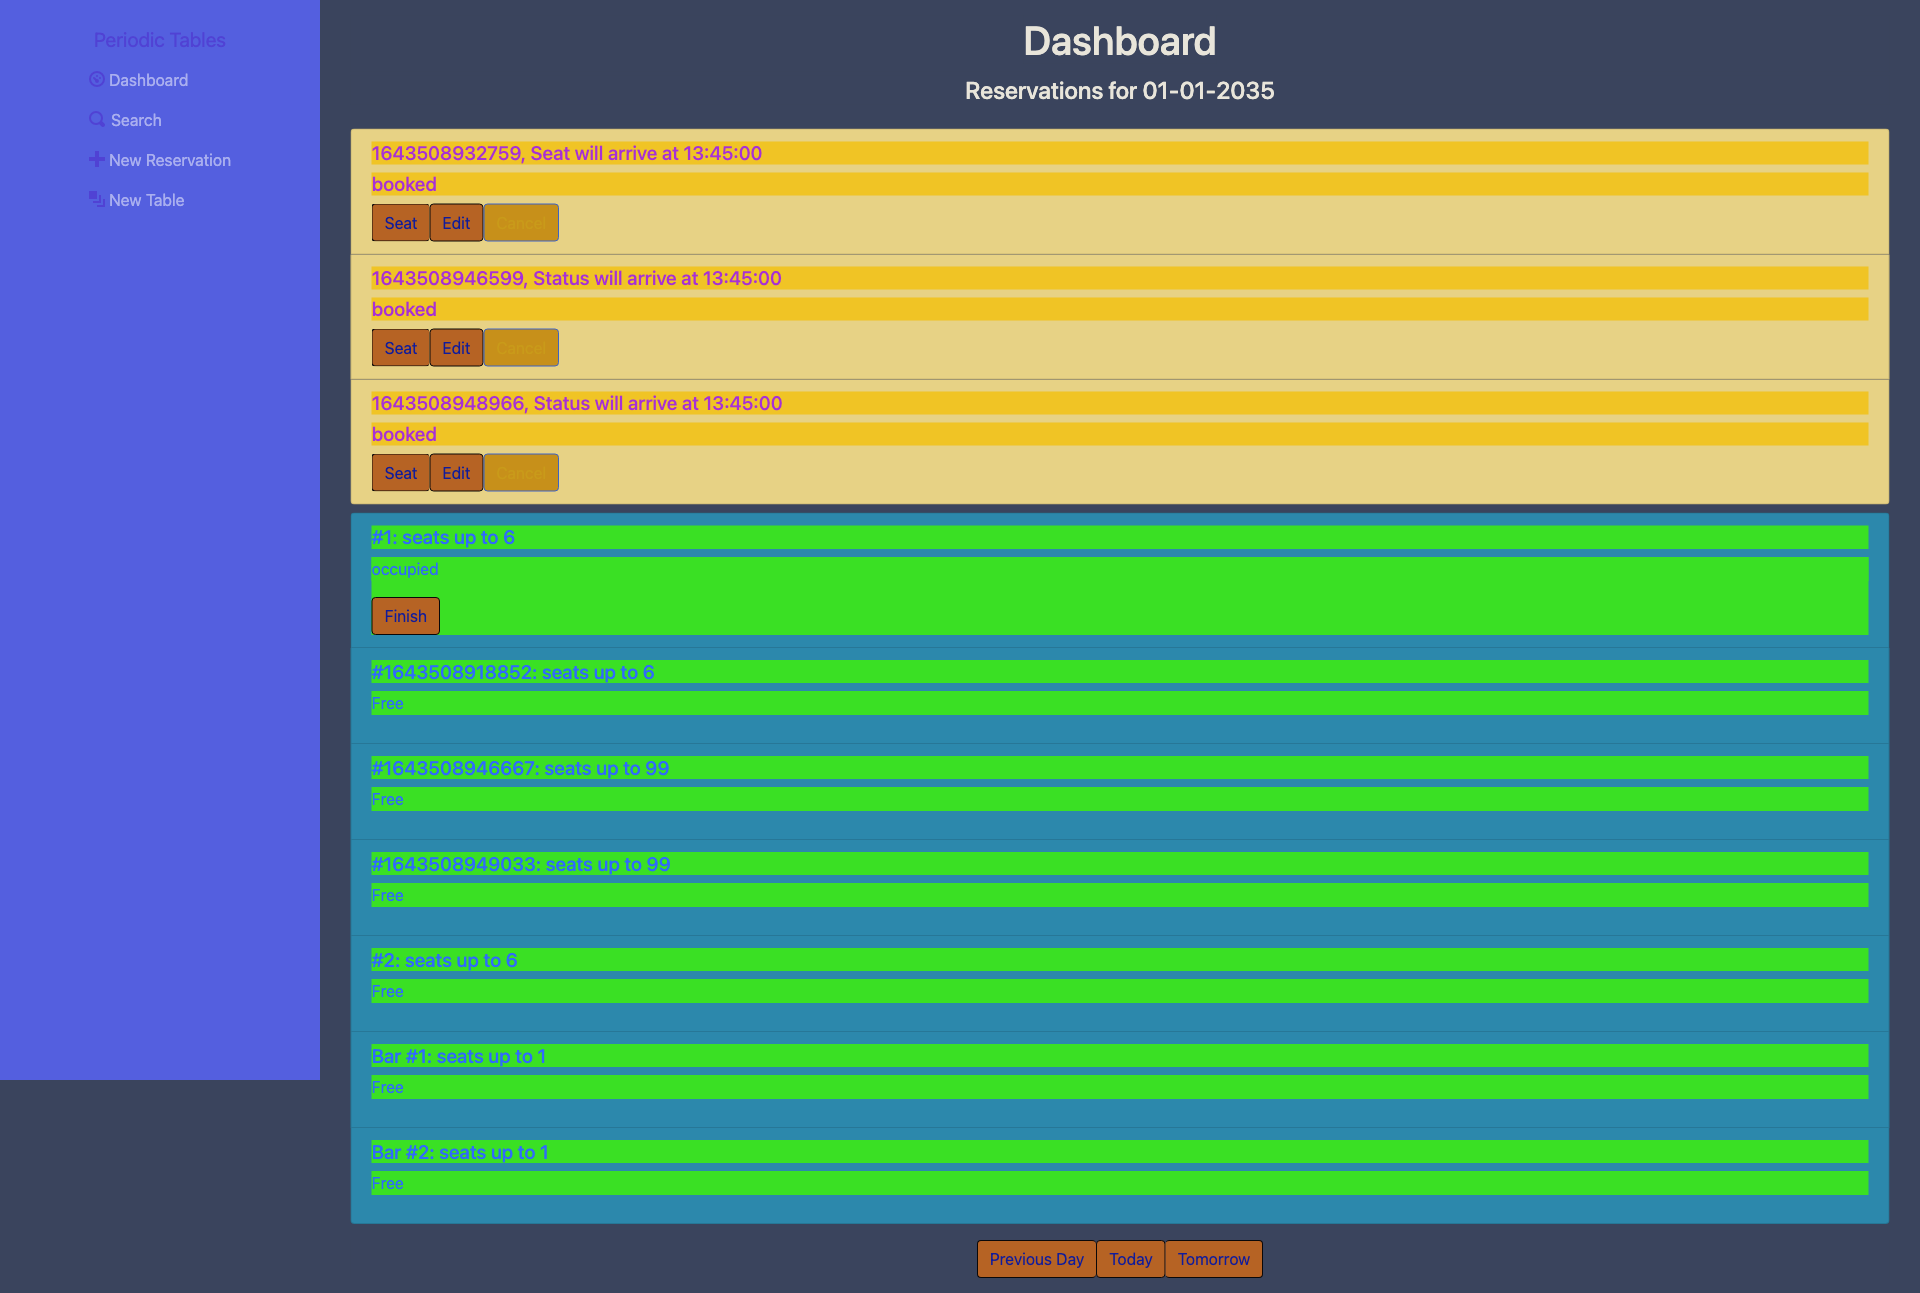 Periodic Tables
Dashboard
Search
New Reservation
New Table
Dashboard
Reservations for 01-01-2035
1643508932759, Seat will arrive at 13:45:00
booked
Seat Edit Cancel
1643508946599, Status will arrive at 13:45:00
booked
Seat Edit Cancel
1643508948966, Status will arrive at 13:45:00
booked
Seat Edit Cancel
#1: seats up to 6
occupied
Finish
#1643508918852: seats up to 6
Free
#1643508946667: seats up to 99
Free
#1643508949033: seats up to 99
Free
#2: seats up to 6
Free
Bar #1: seats up to 1
Free
Bar #2: seats up to 1
Free
Previous Day Today Tomorrow